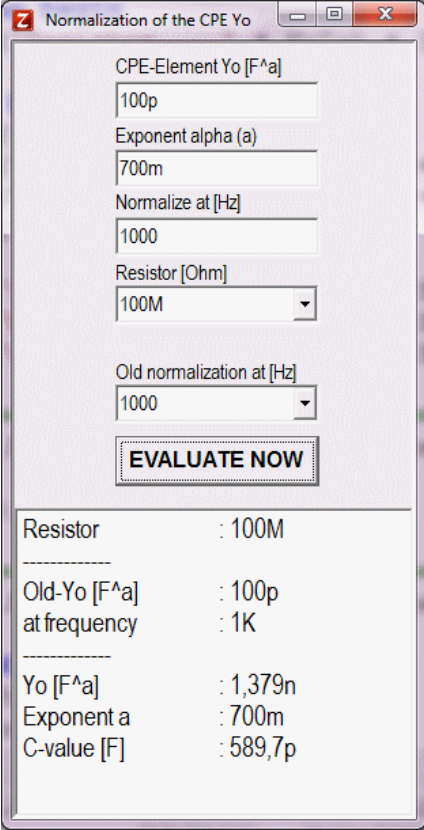 Z Normalization of the CPE Yo
CPE-Element Yo [F^a]
100p
Exponent alpha (a)
700m
Normalize at [Hz]
1000
Resistor [Ohm]
100M
Old normalization at [Hz]
1000
EVALUATE NOW
Resistor : 100M
-------------
Old-Yo [F^a] : 100p
at frequency : 1K
-------------
Yo [F^a] : 1,379n
Exponent a : 700m
C-value [F] : 589,7p